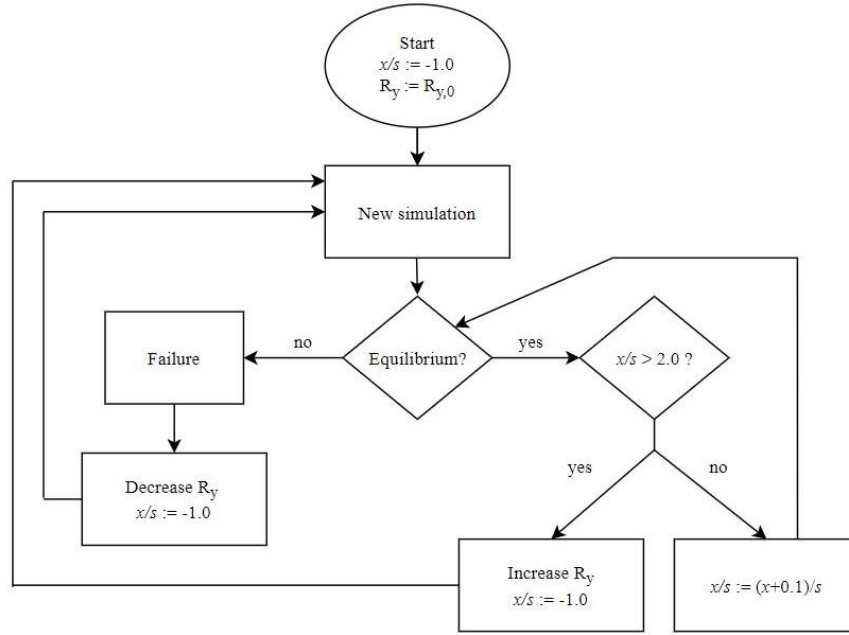 Start
x/s := -1.0
Ry := Ry,0
New simulation
Failure
no
Equilibrium?
yes
x/s > 2.0 ?
Decrease Ry
x/s := -1.0
yes
no
Increase Ry
x/s := -1.0
x/s := (x+0.1)/s